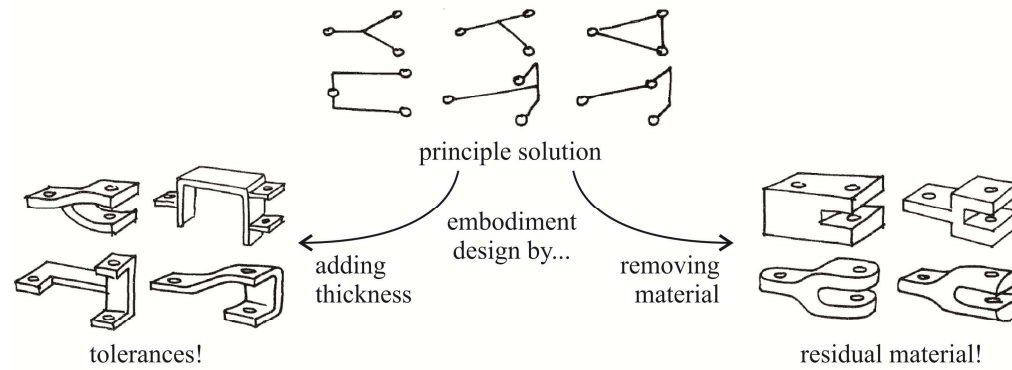 principle solution
embodiment
design by...
adding
thickness
removing
material
tolerances!
residual material!